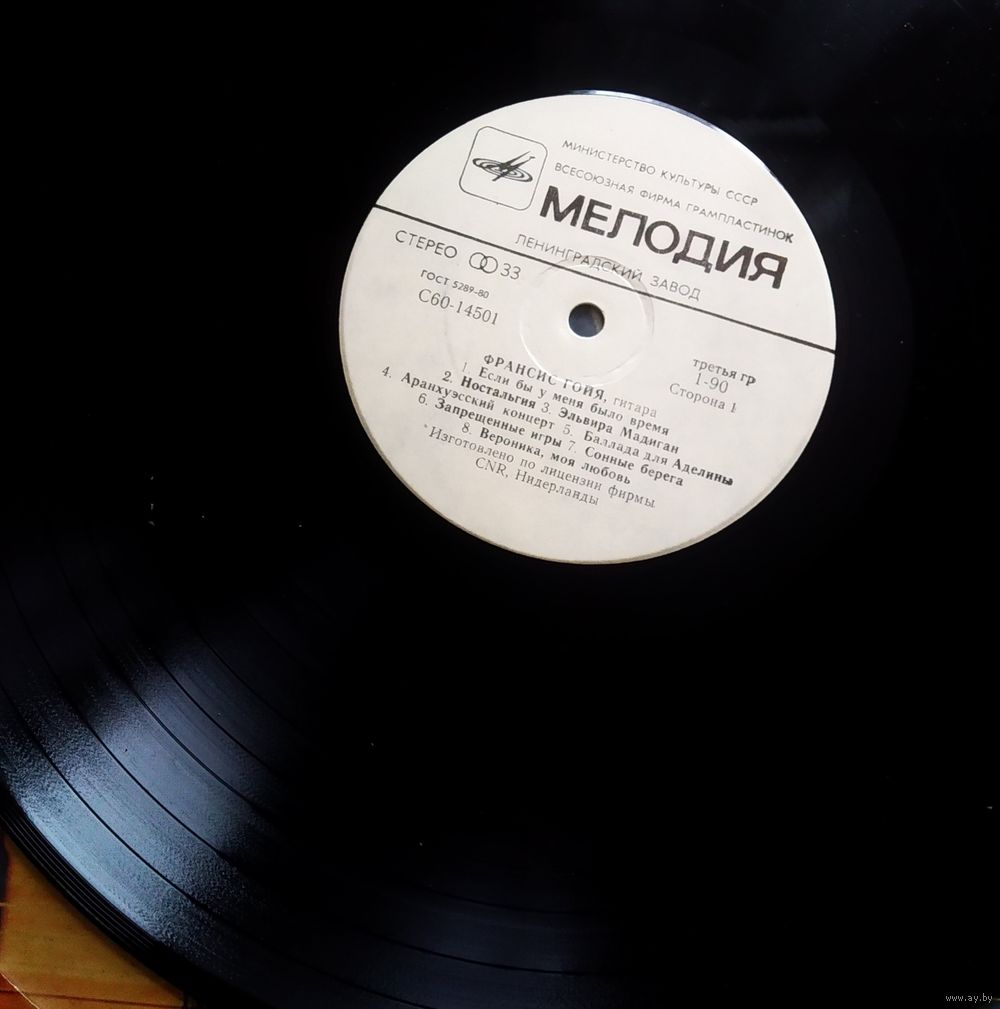 МИНИСТЕРСТВО КУЛЬТУРЫ СССР
ВСЕСОЮЗНАЯ ФИРМА ГРАМПЛАСТИНОК
МЕЛОДИЯ
ЛЕНИНГРАДСКИЙ ЗАВОД
СТЕРЕО 33
ГОСТ 5289-80
С60-14501
третья гр
1-90
Сторона 1
ФРАНСИС ГОЙЯ, гитара
1. Если бы у меня было время
2. Ностальгия 3. Эльвира Мадиган
4. Аранхуэсский концерт 5. Баллада для Аделины
6. Запрещенные игры 7. Сонные берега
8. Вероника, моя любовь
*Изготовлено по лицензии фирмы
CNR, Нидерланды
www.ay.by